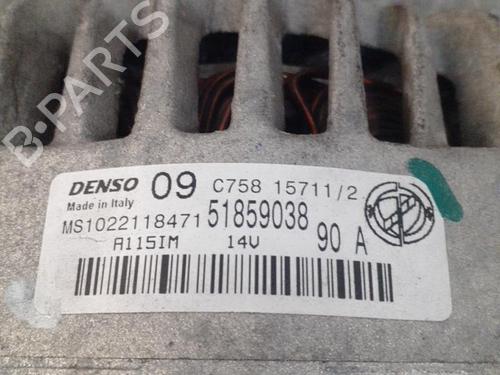 B-PARTS
DENSO 09 C758 15711/2
Made in Italy
MS1022118471 51859038
A115IM 14V 90 A